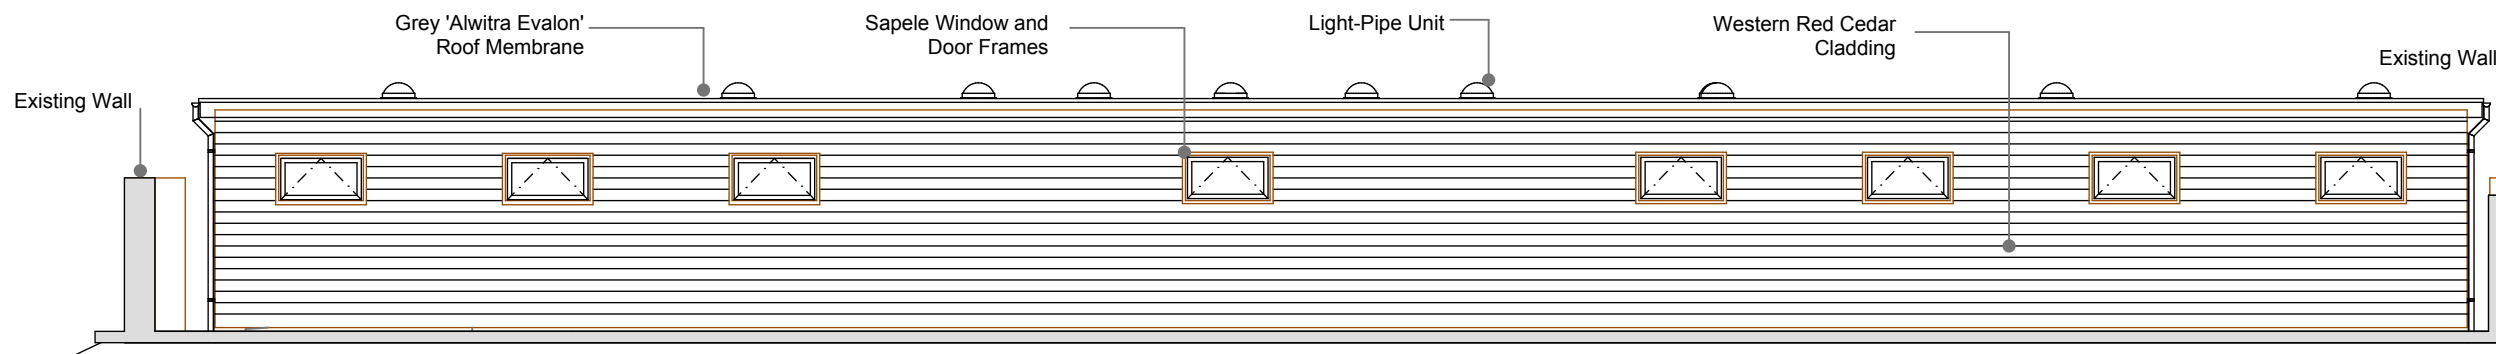 Grey 'Alwitra Evalon'
Roof Membrane
Sapele Window and
Door Frames
Light-Pipe Unit
Western Red Cedar
Cladding
Existing Wall
Existing Wall